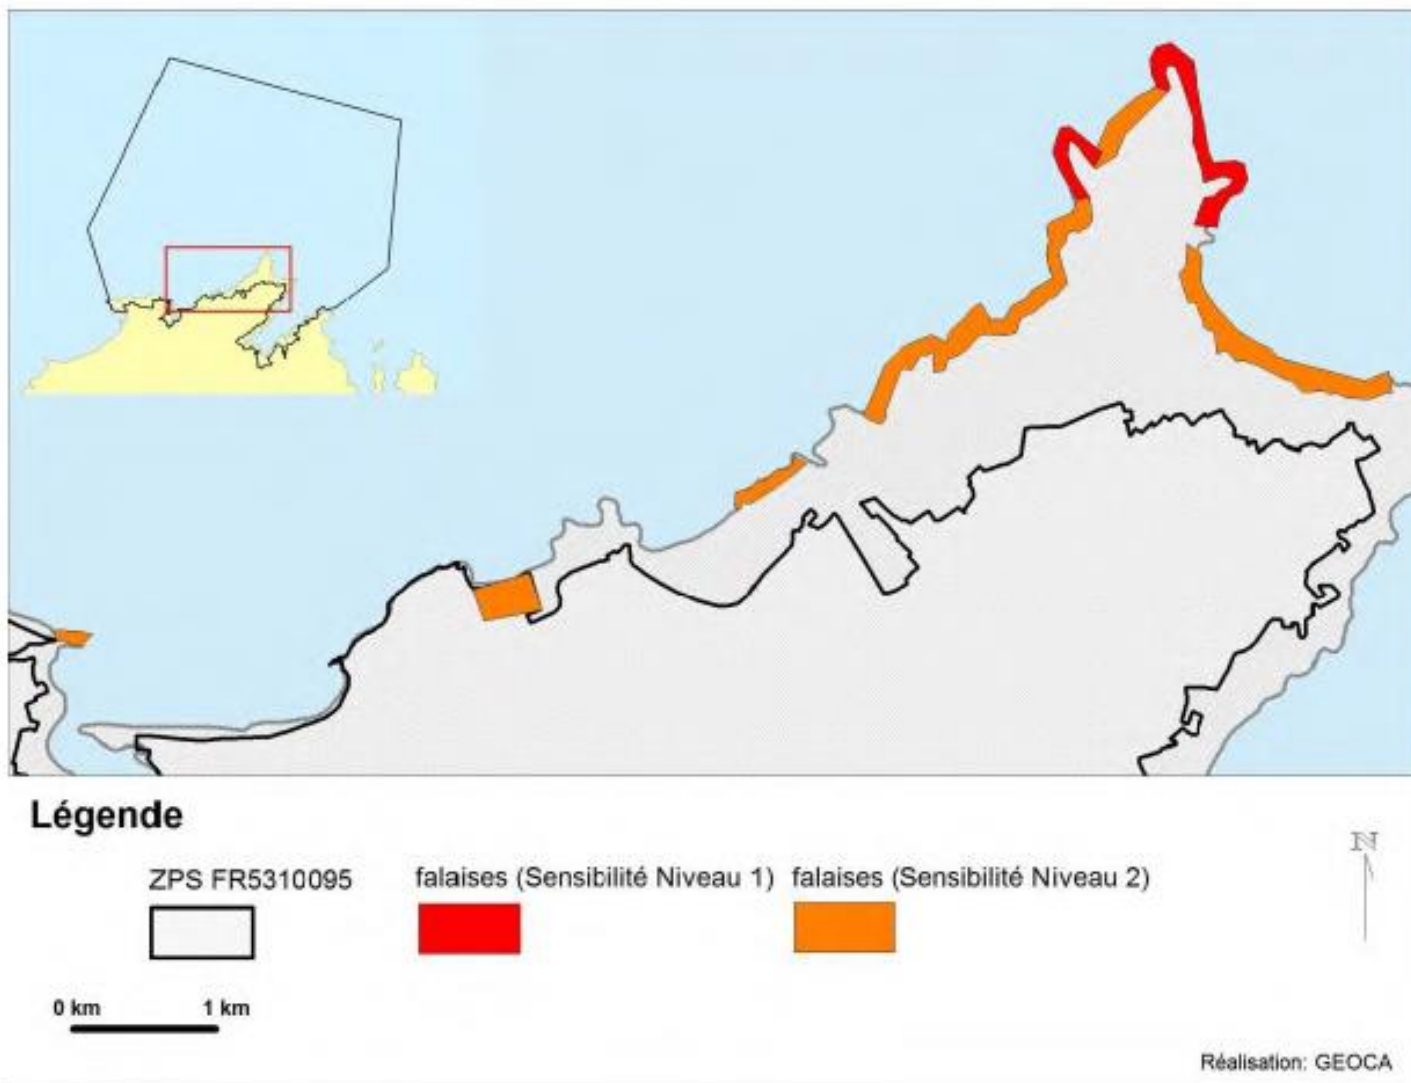 Légende
N
ZPS FR5310095
falaises (Sensibilité Niveau 1)
falaises (Sensibilité Niveau 2)
0 km 1 km
Réalisation: GEOCA